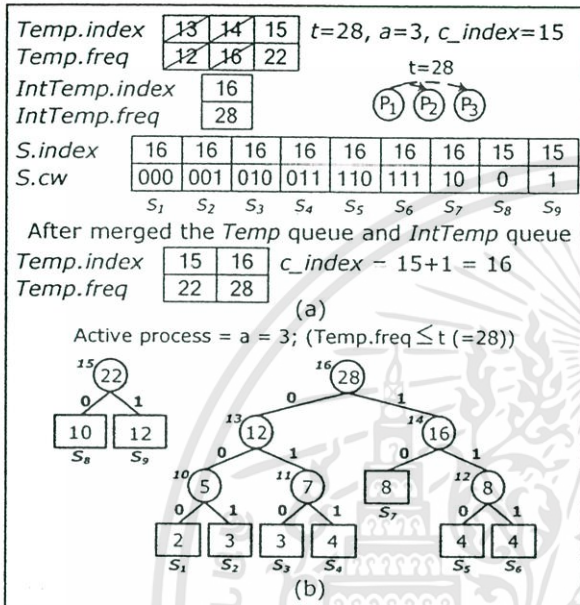 Temp.index 13 14 15 t=28, a=3, c_index=15
Temp.freq 12 16 22
t=28
IntTemp.index 16
IntTemp.freq 28
P1 P2 P3
S.index 16 16 16 16 16 16 16 15 15
S.cw 000 001 010 011 110 111 10 0 1
S1 S2 S3 S4 S5 S6 S7 S8 S9
After merged the Temp queue and IntTemp queue
Temp.index 15 16 c_index – 15+1 = 16
Temp.freq 22 28
(a)
Active process = a = 3; (Temp.freq ≤ t (=28))
15 22 16 28
0 1 0 1
10 12 13 12 14 16
S8 S9 0 1 0 1
10 5 11 7 8 12 8
S7
0 1 0 1 0 1
2 3 3 4 4 4
S1 S2 S3 S4 S5 S6
(b)